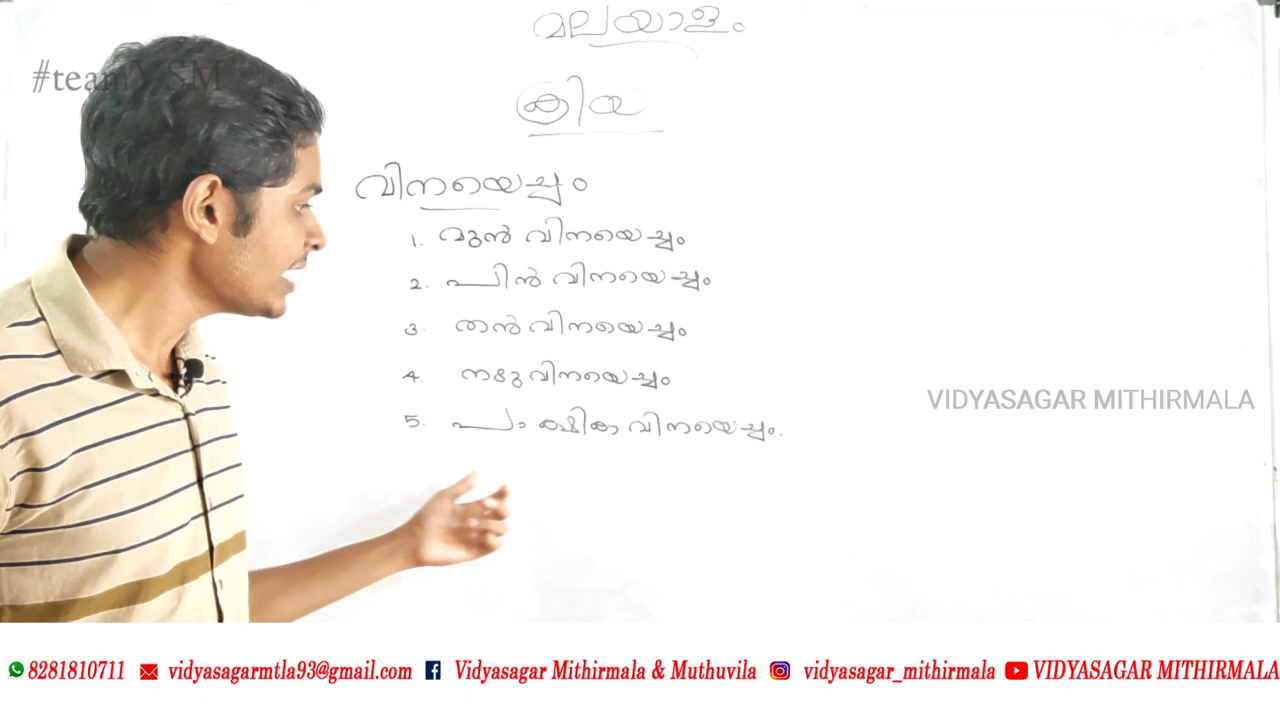 മലയാളം
#teamVSM
ക്രിയ
വിനയെച്ചം
1. മുൻ വിനയെച്ചം
2. പിൻ വിനയെച്ചം
3. തൻ വിനയെച്ചം
4. നടു വിനയെച്ചം
VIDYASAGAR MITHIRMALA
5. പാക്ഷിക വിനയെച്ചം.
8281810711 vidyasagarmtla93@gmail.com Vidyasagar Mithirmala & Muthuvila vidyasagar_mithirmala VIDYASAGAR MITHIRMALA